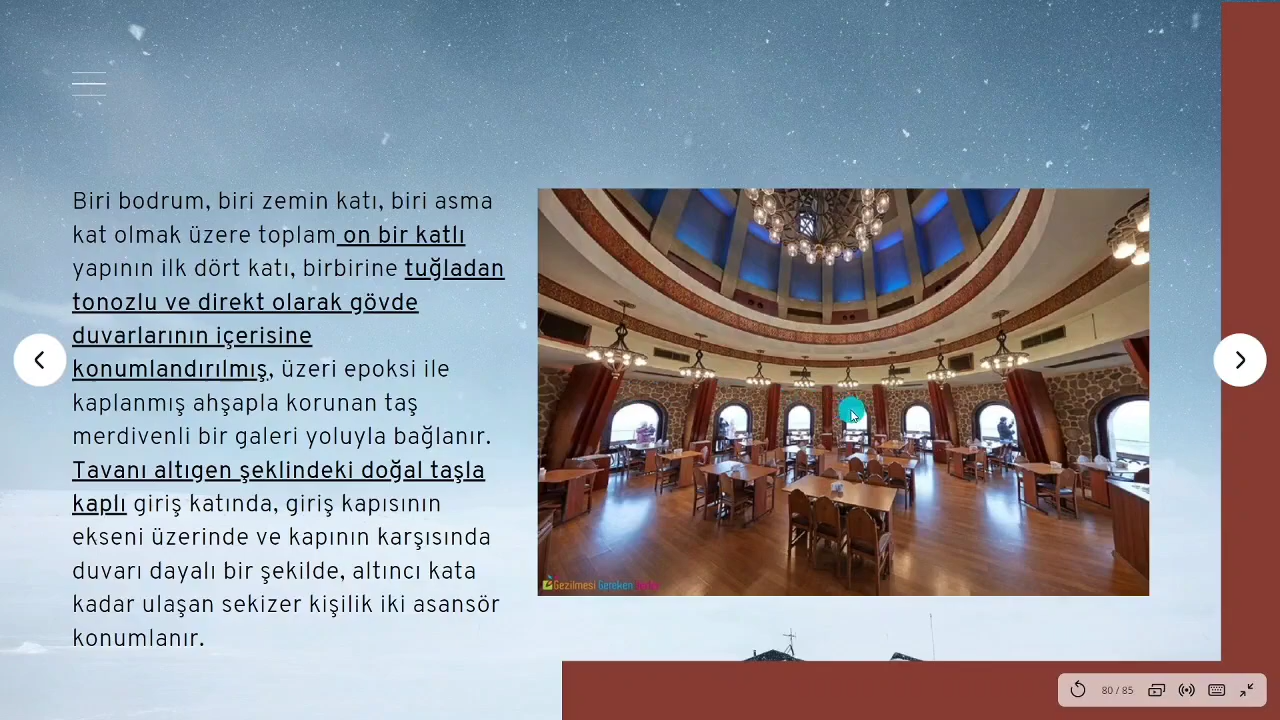 Biri bodrum, biri zemin katı, biri asma
kat olmak üzere toplam on bir katlı
yapının ilk dört katı, birbirine tuğladan
tonozlu ve direkt olarak gövde
duvarlarının içerisine
konumlandırılmış, üzeri epoksi ile
kaplanmış ahşapla korunan taş
merdivenli bir galeri yoluyla bağlanır.
Tavanı altıgen şeklindeki doğal taşla
kaplı giriş katında, giriş kapısının
ekseni üzerinde ve kapının karşısında
duvarı dayalı bir şekilde, altıncı kata
kadar ulaşan sekizer kişilik iki asansör
konumlanır.
Gezilmesi Gereken
80 / 85